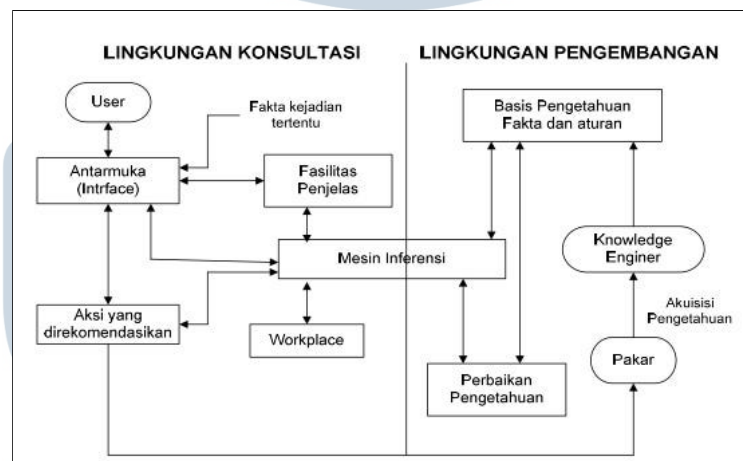 LINGKUNGAN KONSULTASI
LINGKUNGAN PENGEMBANGAN
User
Fakta kejadian
tertentu
Basis Pengetahuan
Fakta dan aturan
Antarmuka
(Intrface)
Fasilitas
Penjelas
Mesin Inferensi
Knowledge
Enginer
Aksi yang
direkomendasikan
Workplace
Akuisisi
Pengetahuan
Perbaikan
Pengetahuan
Pakar